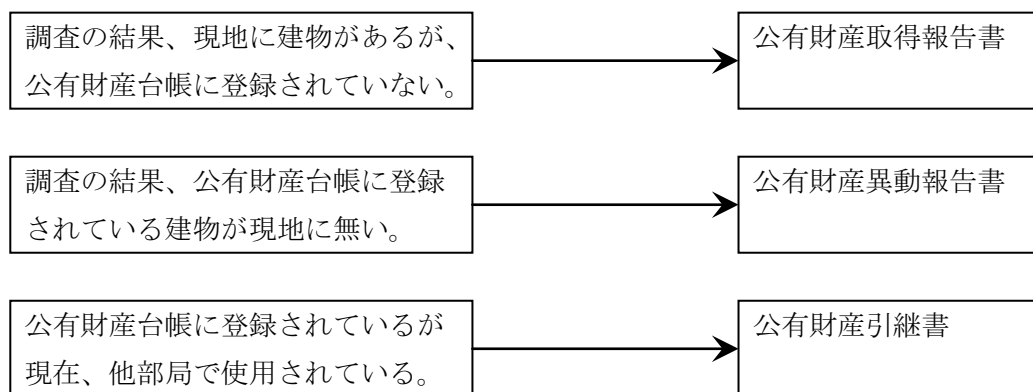 調査の結果、現地に建物があるが、
公有財産台帳に登録されていない。
公有財産取得報告書
調査の結果、公有財産台帳に登録
されている建物が現地に無い。
公有財産異動報告書
公有財産台帳に登録されているが
現在、他部局で使用されている。
公有財産引継書